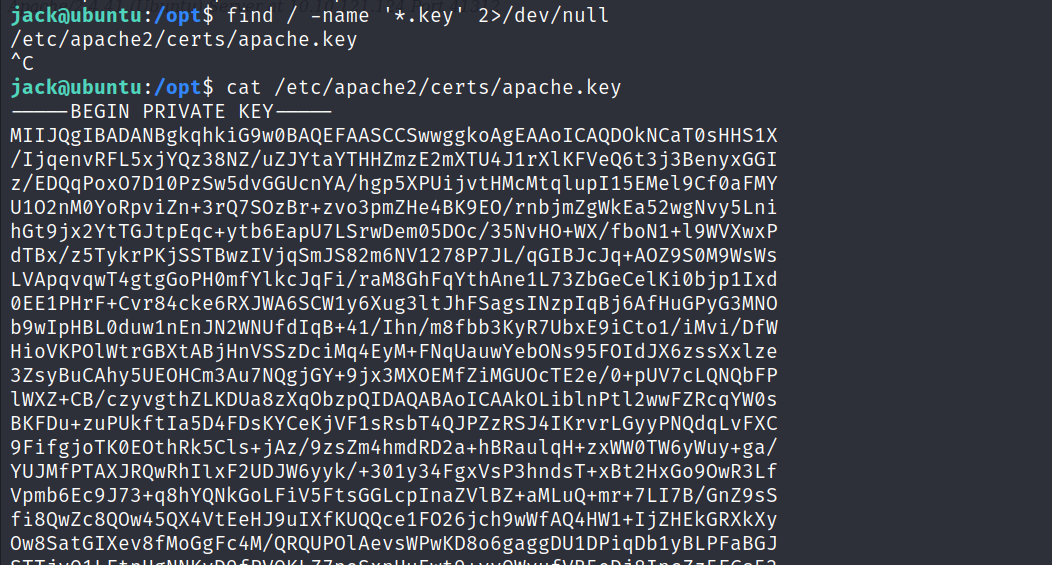 jack@ubuntu:/opt$ find / -name '*.key' 2>/dev/null
/etc/apache2/certs/apache.key
^C
jack@ubuntu:/opt$ cat /etc/apache2/certs/apache.key
-----BEGIN PRIVATE KEY-----
MIIJQgIBADANBgkqhkiG9w0BAQEFAASCCSwwggkoAgEAAoICAQDOkNCaT0sHHS1X
/IjqenvRFL5xjYQz38NZ/uZJYtaYTHHZmzE2mXTU4J1rXlKFVeQ6t3j3BenyxGGI
z/EDQqPoxO7D10PzSw5dvGGUcnYA/hgp5XPUijvtHMcMtqlupI15EMel9Cf0aFMY
U1O2nM0YoRpviZn+3rQ7SOzBr+zvo3pmZHe4BK9EO/rnbjmZgWkEa52wgNvy5Lni
hGt9jx2YtTGJtpEqc+ytb6EapU7LSrwDem05DOc/35NvHO+WX/fboN1+l9WVXwxP
dTBx/z5TykrPKjSSTBwzIVjqSmJS82m6NV1278P7JL/qGIBJcJq+AOZ9S0M9WsWs
LVApqvqwT4gtgGoPH0mfYlkcJqFi/raM8GhFqYthAne1L73ZbGeCelKi0bjp1Ixd
0EE1PHrF+Cvr84cke6RXJWA6SCW1y6Xug3ltJhFSagsINzpIqBj6AfHuGPyG3MNO
b9wIpHBL0duw1nEnJN2WNUfdIqB+41/Ihn/m8fbb3KyR7UbxE9iCto1/iMvi/DfW
HioVKPOlWtrGBXtABjHnVSSzDciMq4EyM+FNqUauwYebONs95FOIdJX6zssXxlze
3ZsyBuCAhy5UEOHCm3Au7NQgjGY+9jx3MXOEMfZiMGUOcTE2e/0+pUV7cLQNQbFP
lWXZ+CB/czyvgthZLKDUa8zXqObzpQIDAQABAoICAAkOLiblnPtl2wwFZRcqYW0s
BKFDu+zuPUkftIa5D4FDsKYCeKjVF1sRsbT4QJPZzRSJ4IKrvrLGyyPNQdqLvFXC
9FifgjoTK0EOthRk5Cls+jAz/9zsZm4hmdRD2a+hBRaulqH+zxWW0TW6yWuy+ga/
YUJMfPTAXJRQwRhIlxF2UDJW6yyk/+301y34FgxVsP3hndsT+xBt2HxGo9OwR3Lf
Vpmb6Ec9J73+q8hYQNkGoLFiV5FtsGGLcpInaZVlBZ+aMLuQ+mr+7LI7B/GnZ9sS
fi8QwZc8QOw45QX4VtEeHJ9uIXfKUQQce1FO26jch9wWfAQ4HW1+IjZHEkGRXkXy
Ow8SatGIXev8fMoGgFc4M/QRQUPOlAevsWPwKD8o6gaggDU1DPiqDb1yBLPFaBGJ